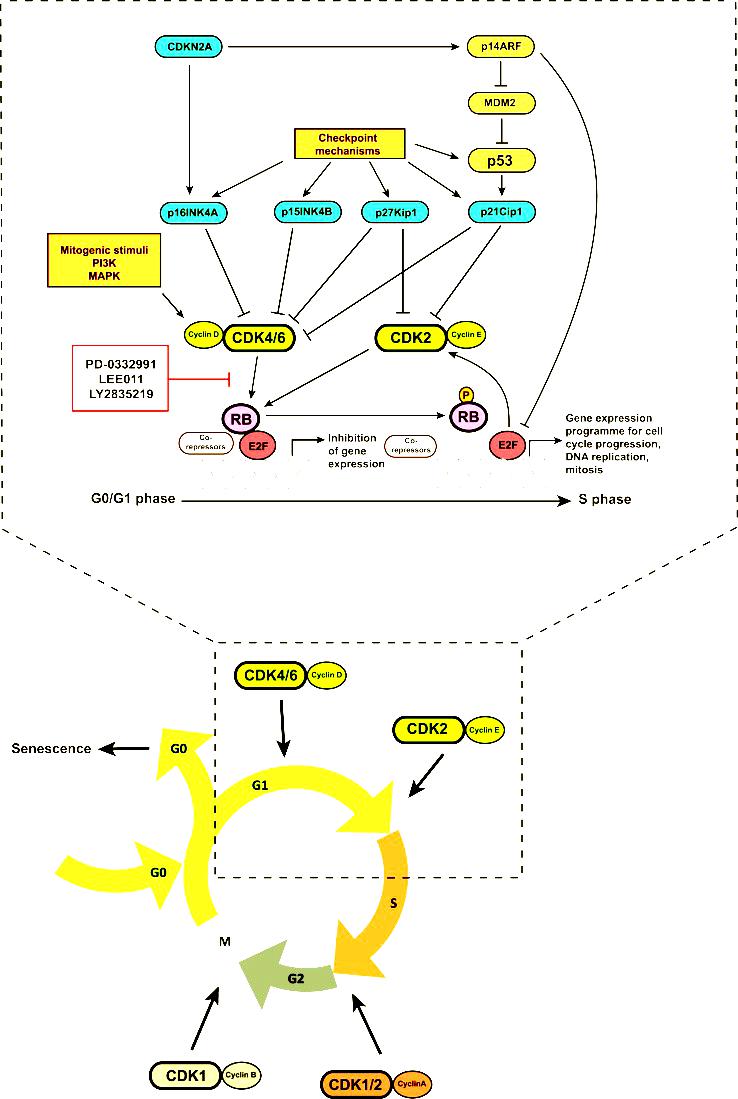 CDKN2A
p14ARF
MDM2
Checkpoint
mechanisms
p53
p16INK4A
p15INK4B
p27Kip1
p21Cip1
Mitogenic stimuli
PI3K
MAPK
Cyclin D
CDK4/6
CDK2
Cyclin E
PD-0332991
LEE011
LY2835219
P
RB
RB
Co-
repressors
E2F
Inhibition
of gene
expression
Co-
repressors
E2F
Gene expression
programme for cell
cycle progression,
DNA replication,
mitosis
G0/G1 phase
S phase
CDK4/6
Cyclin D
CDK2
Cyclin E
Senescence
G0
G1
G0
S
M
G2
CDK1
Cyclin B
CDK1/2
CyclinA